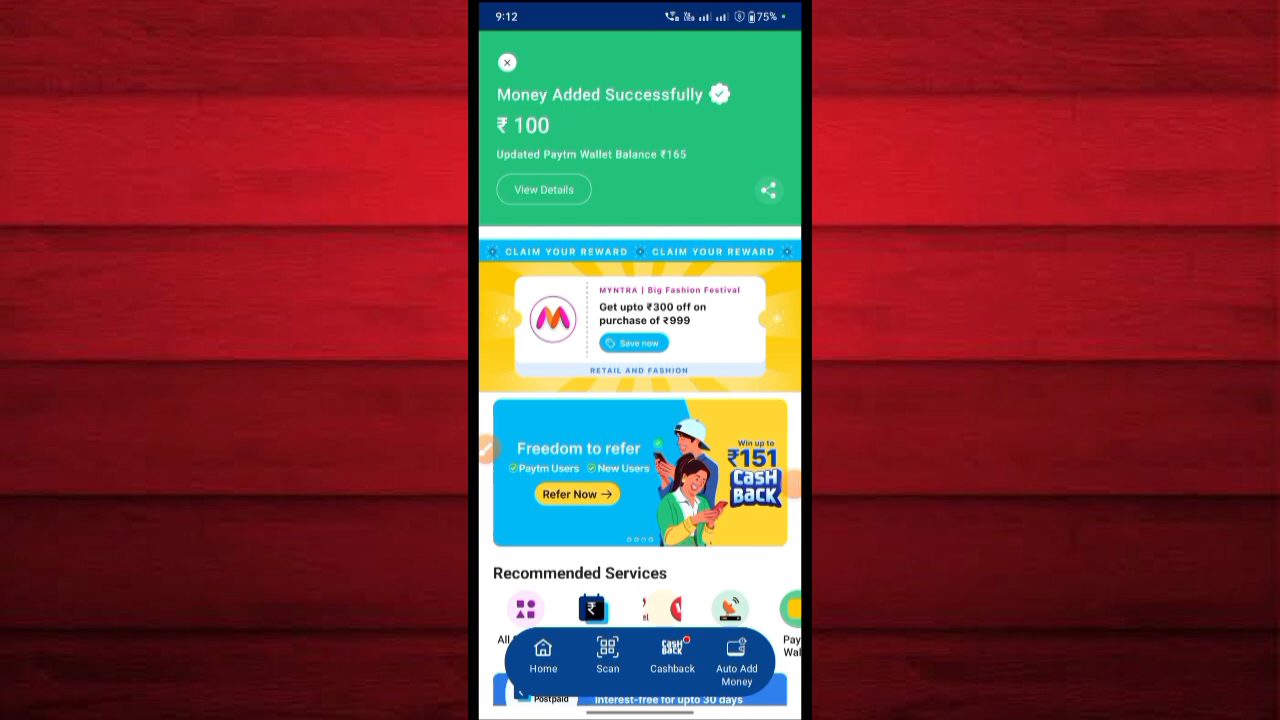 9:12
75%
Money Added Successfully
₹ 100
Updated Paytm Wallet Balance ₹165
View Details
CLAIM YOUR REWARD CLAIM YOUR REWARD
MYNTRA | Big Fashion Festival
Get upto ₹300 off on
purchase of ₹999
Save now
RETAIL AND FASHION
Freedom to refer
Paytm Users New Users
Refer Now →
Win up to
₹151
CASH
BACK
Recommended Services
All
Pay
Wal
Home
Scan
CASH
BACK
Cashback
Auto Add
Money
Postpaid
Interest-free for upto 30 days